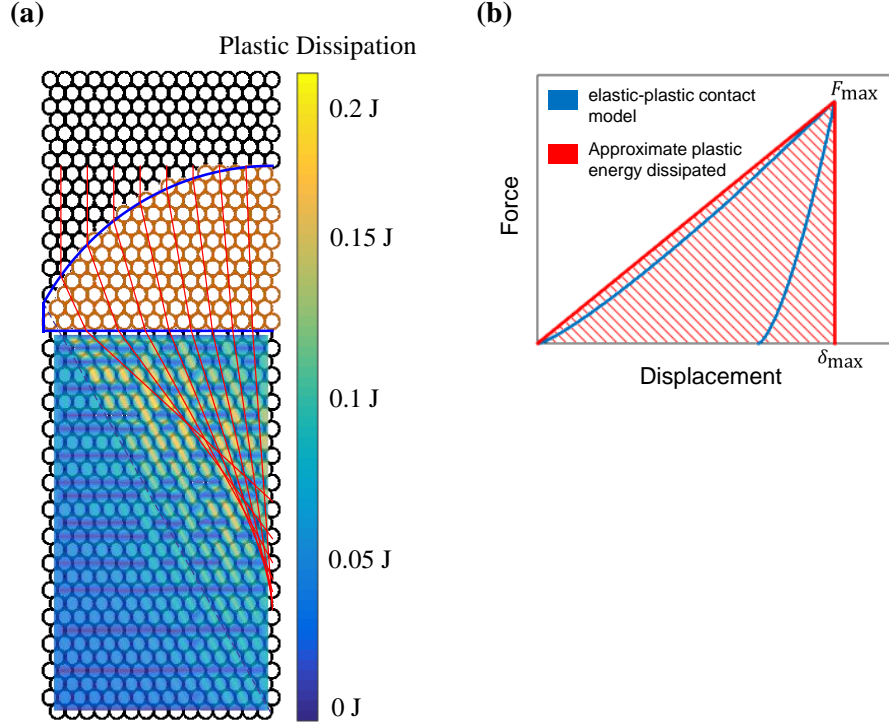 (a)
Plastic Dissipation
0.2 J
0.15 J
0.1 J
0.05 J
0 J
(b)
Fmax
elastic-plastic contact
model
Approximate plastic
energy dissipated
Force
δmax
Displacement